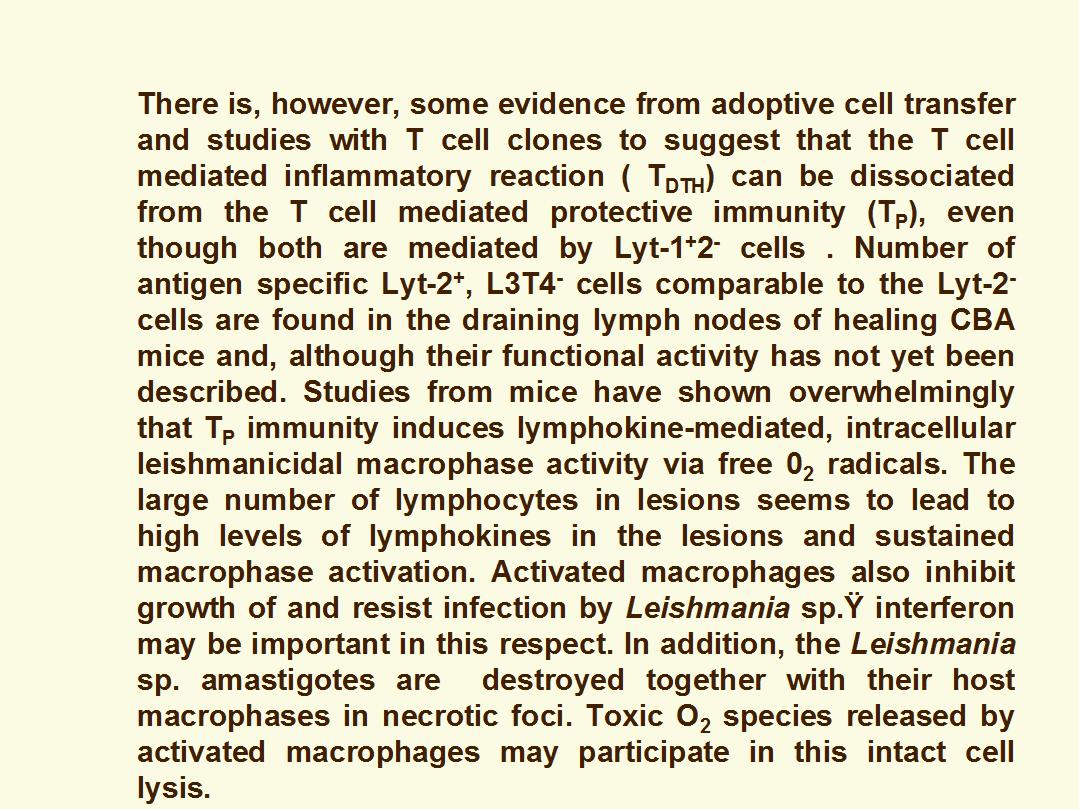 There is, however, some evidence from adoptive cell transfer
and studies with T cell clones to suggest that the T cell
mediated inflammatory reaction ( T_DTH) can be dissociated
from the T cell mediated protective immunity (T_P), even
though both are mediated by Lyt-1⁺2⁻ cells . Number of
antigen specific Lyt-2⁺, L3T4⁻ cells comparable to the Lyt-2⁻
cells are found in the draining lymph nodes of healing CBA
mice and, although their functional activity has not yet been
described. Studies from mice have shown overwhelmingly
that T_P immunity induces lymphokine-mediated, intracellular
leishmanicidal macrophase activity via free 0₂ radicals. The
large number of lymphocytes in lesions seems to lead to
high levels of lymphokines in the lesions and sustained
macrophase activation. Activated macrophages also inhibit
growth of and resist infection by Leishmania sp.Ÿ interferon
may be important in this respect. In addition, the Leishmania
sp. amastigotes are destroyed together with their host
macrophases in necrotic foci. Toxic O₂ species released by
activated macrophages may participate in this intact cell
lysis.